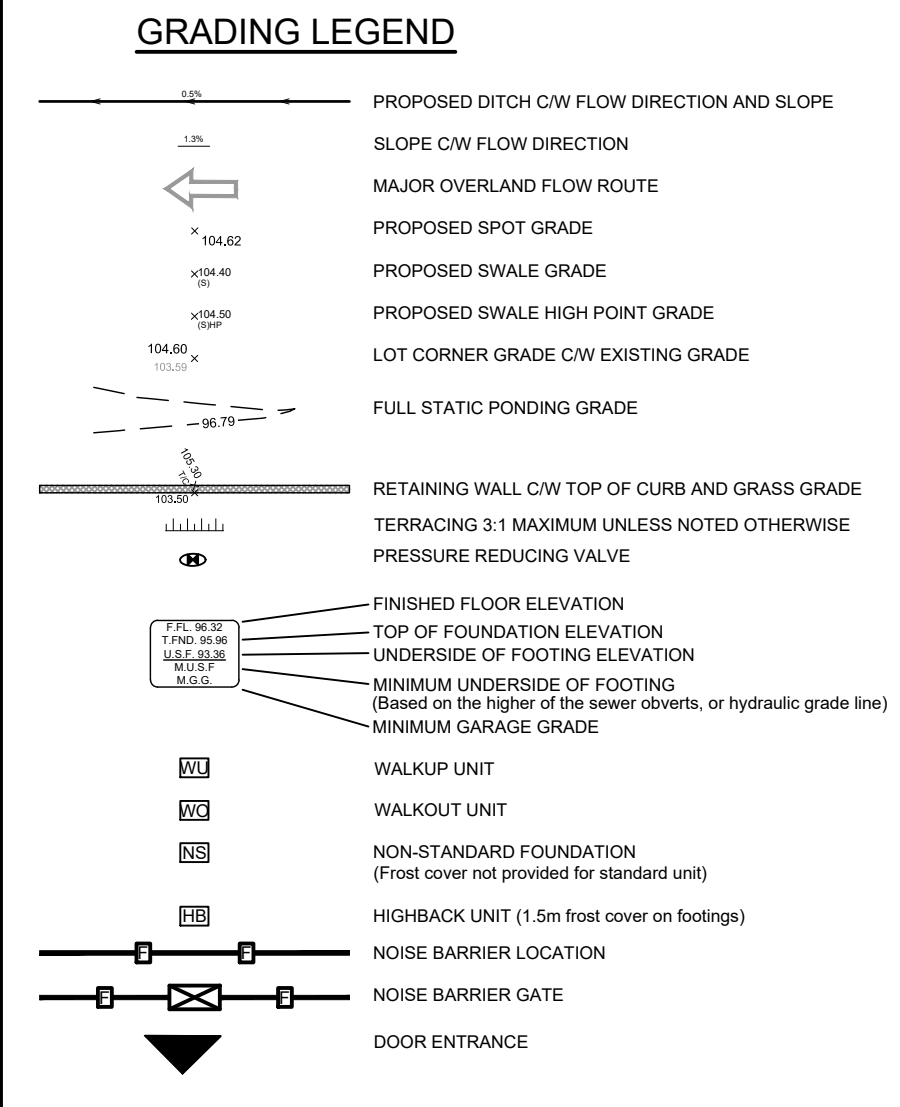 GRADING LEGEND
0.5%
PROPOSED DITCH C/W FLOW DIRECTION AND SLOPE
1.3%
SLOPE C/W FLOW DIRECTION
MAJOR OVERLAND FLOW ROUTE
104.62
PROPOSED SPOT GRADE
104.40
(S)
PROPOSED SWALE GRADE
104.50
(S)HP
PROPOSED SWALE HIGH POINT GRADE
104.60
103.59
LOT CORNER GRADE C/W EXISTING GRADE
96.79
FULL STATIC PONDING GRADE
105.30
T/C
103.50
RETAINING WALL C/W TOP OF CURB AND GRASS GRADE
TERRACING 3:1 MAXIMUM UNLESS NOTED OTHERWISE
PRESSURE REDUCING VALVE
F.FL. 96.32
T.FND. 95.96
U.S.F. 93.36
M.U.S.F
M.G.G.
FINISHED FLOOR ELEVATION
TOP OF FOUNDATION ELEVATION
UNDERSIDE OF FOOTING ELEVATION
MINIMUM UNDERSIDE OF FOOTING
(Based on the higher of the sewer obverts, or hydraulic grade line)
MINIMUM GARAGE GRADE
WU
WALKUP UNIT
WO
WALKOUT UNIT
NS
NON-STANDARD FOUNDATION
(Frost cover not provided for standard unit)
HB
HIGHBACK UNIT (1.5m frost cover on footings)
F F
NOISE BARRIER LOCATION
F F
NOISE BARRIER GATE
DOOR ENTRANCE